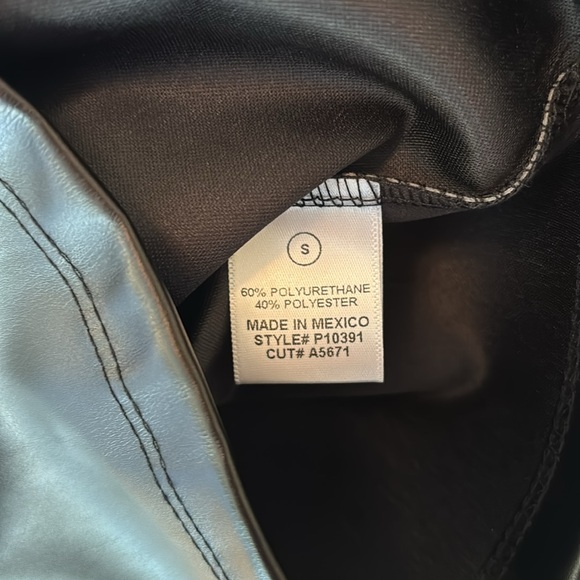 S
60% POLYURETHANE
40% POLYESTER
MADE IN MEXICO
STYLE# P10391
CUT# A5671